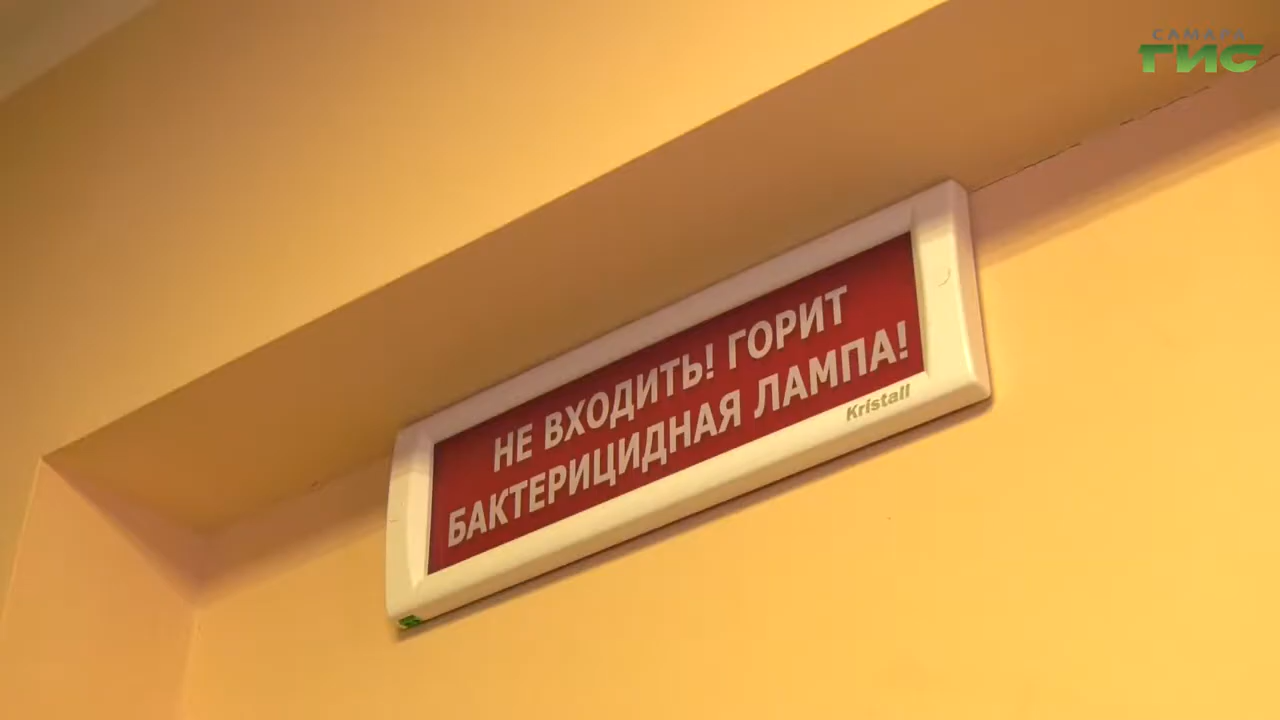 САМАРА
ГИС
НЕ ВХОДИТЬ! ГОРИТ
БАКТЕРИЦИДНАЯ ЛАМПА!
Kristall